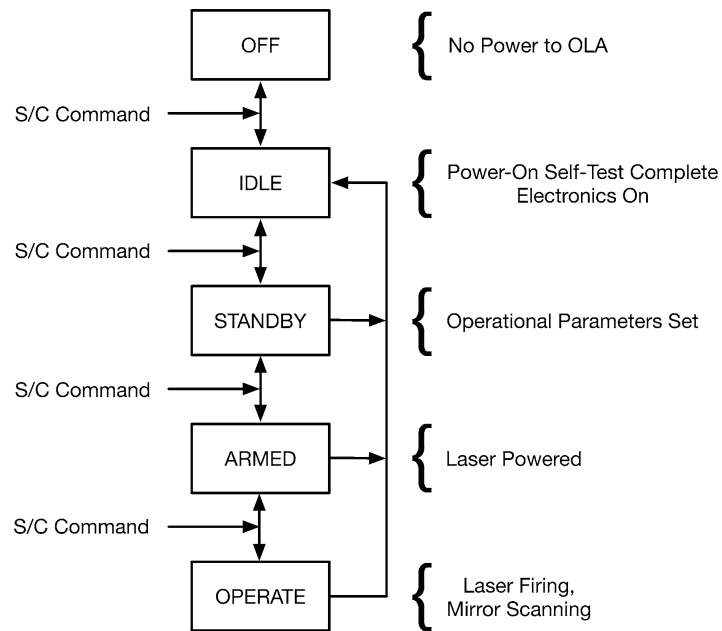 OFF
No Power to OLA
S/C Command
IDLE
Power-On Self-Test Complete
Electronics On
S/C Command
STANDBY
Operational Parameters Set
S/C Command
ARMED
Laser Powered
S/C Command
OPERATE
Laser Firing,
Mirror Scanning